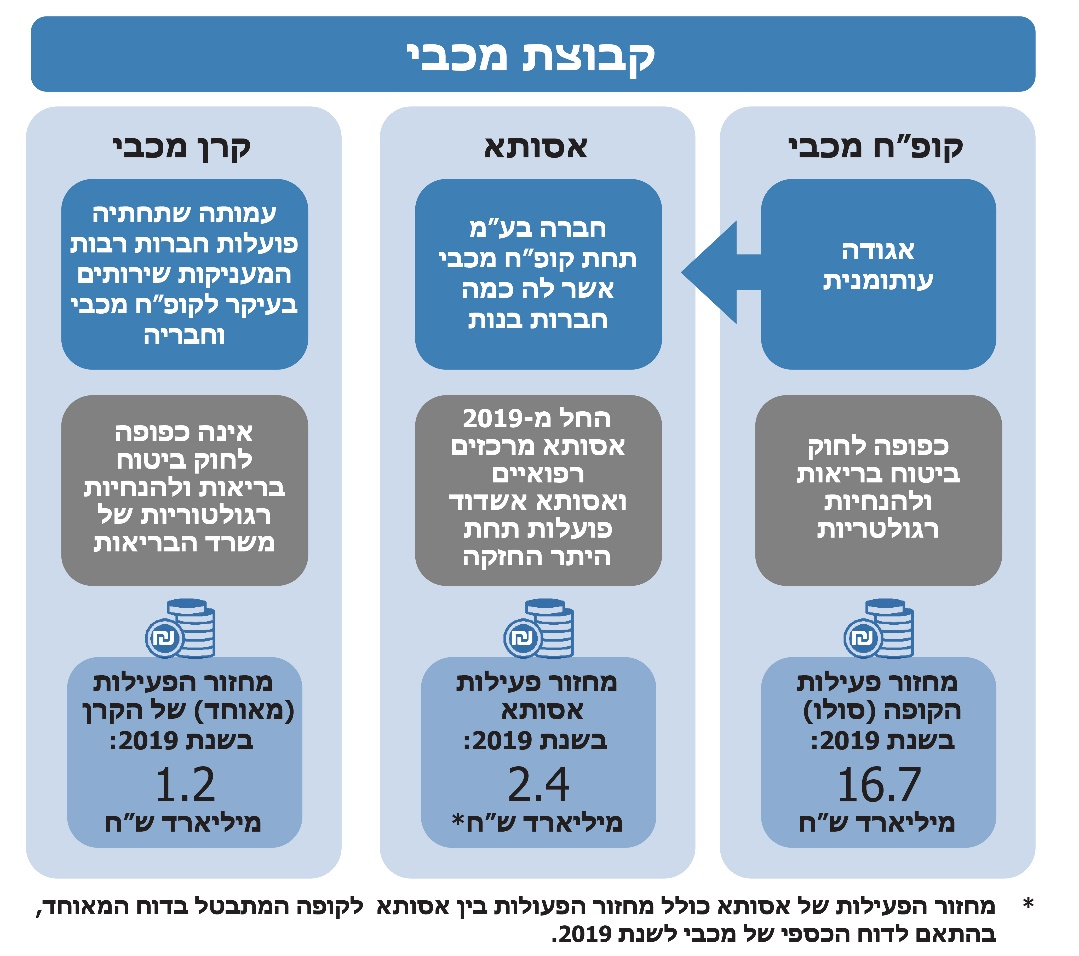 קבוצת מכבי
קופ"ח מכבי
אגודה
עותומנית
כפופה לחוק
ביטוח בריאות
ולהנחיות
רגולטריות
מחזור פעילות
הקופה (סולו)
בשנת 2019:
16.7
מיליארד ש"ח
אסותא
חברה בע"מ
תחת קופ"ח מכבי
אשר לה כמה
חברות בנות
החל מ-2019
אסותא מרכזים
רפואיים
ואסותא אשדוד
פועלות תחת
היתר החזקה
מחזור פעילות
אסותא
בשנת 2019:
2.4
מיליארד ש"ח*
קרן מכבי
עמותה שתחתיה
פועלות חברות רבות
המעניקות שירותים
בעיקר לקופ"ח מכבי
וחבריה
אינה כפופה
לחוק ביטוח
בריאות ולהנחיות
רגולטוריות של
משרד הבריאות
מחזור הפעילות
(מאוחד) של הקרן
בשנת 2019:
1.2
מיליארד ש"ח
* מחזור הפעילות של אסותא כולל מחזור הפעולות בין אסותא לקופה המתבטל בדוח המאוחד,
בהתאם לדוח הכספי של מכבי לשנת 2019.